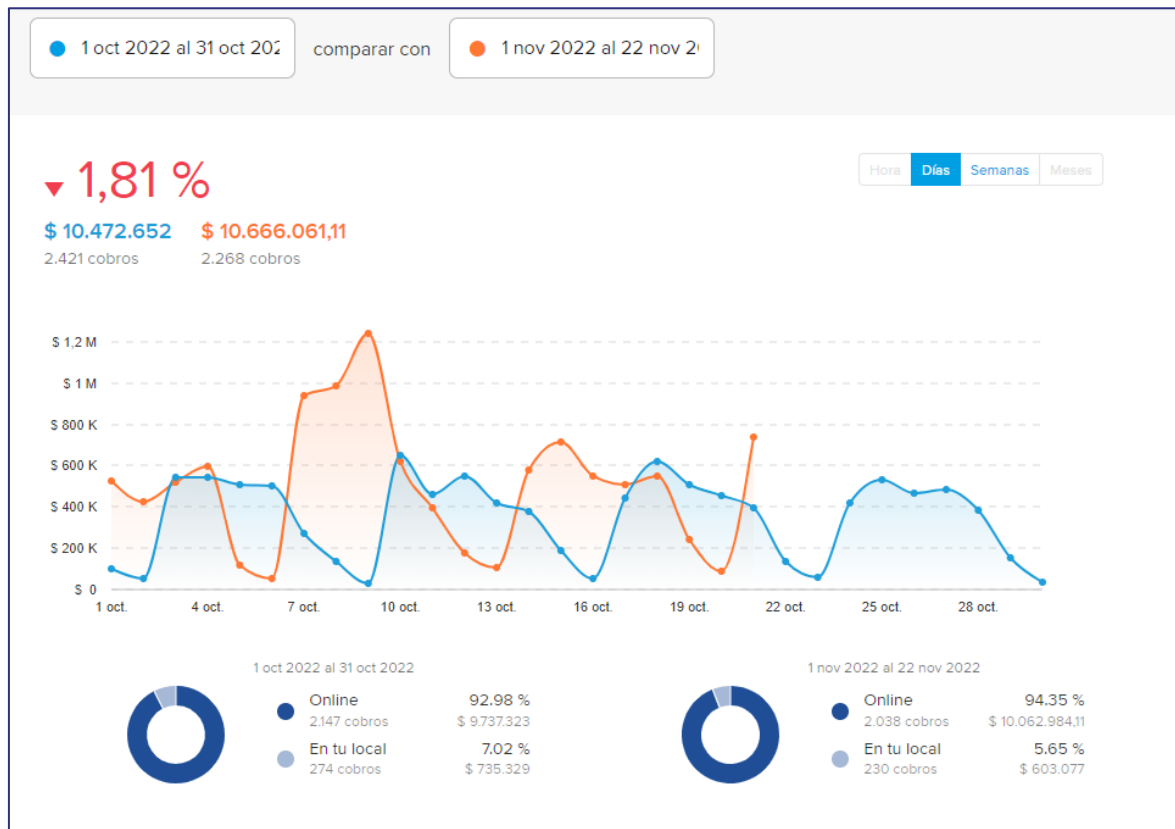 1 oct 2022 al 31 oct 202
comparar con
1 nov 2022 al 22 nov 2
1,81 %
Hora
Días
Semanas
Meses
$ 10.472.652
$ 10.666.061,11
2.421 cobros
2.268 cobros
$ 1,2 M
$ 1 M
$ 800 K
$ 600 K
$ 400 K
$ 200 K
$ 0
1 oct.
4 oct.
7 oct.
10 oct.
13 oct.
16 oct.
19 oct.
22 oct.
25 oct.
28 oct.
1 oct 2022 al 31 oct 2022
Online
92.98 %
2.147 cobros
$ 9.737.323
En tu local
7.02 %
274 cobros
$ 735.329
1 nov 2022 al 22 nov 2022
Online
94.35 %
2.038 cobros
$ 10.062.984,11
En tu local
5.65 %
230 cobros
$ 603.077